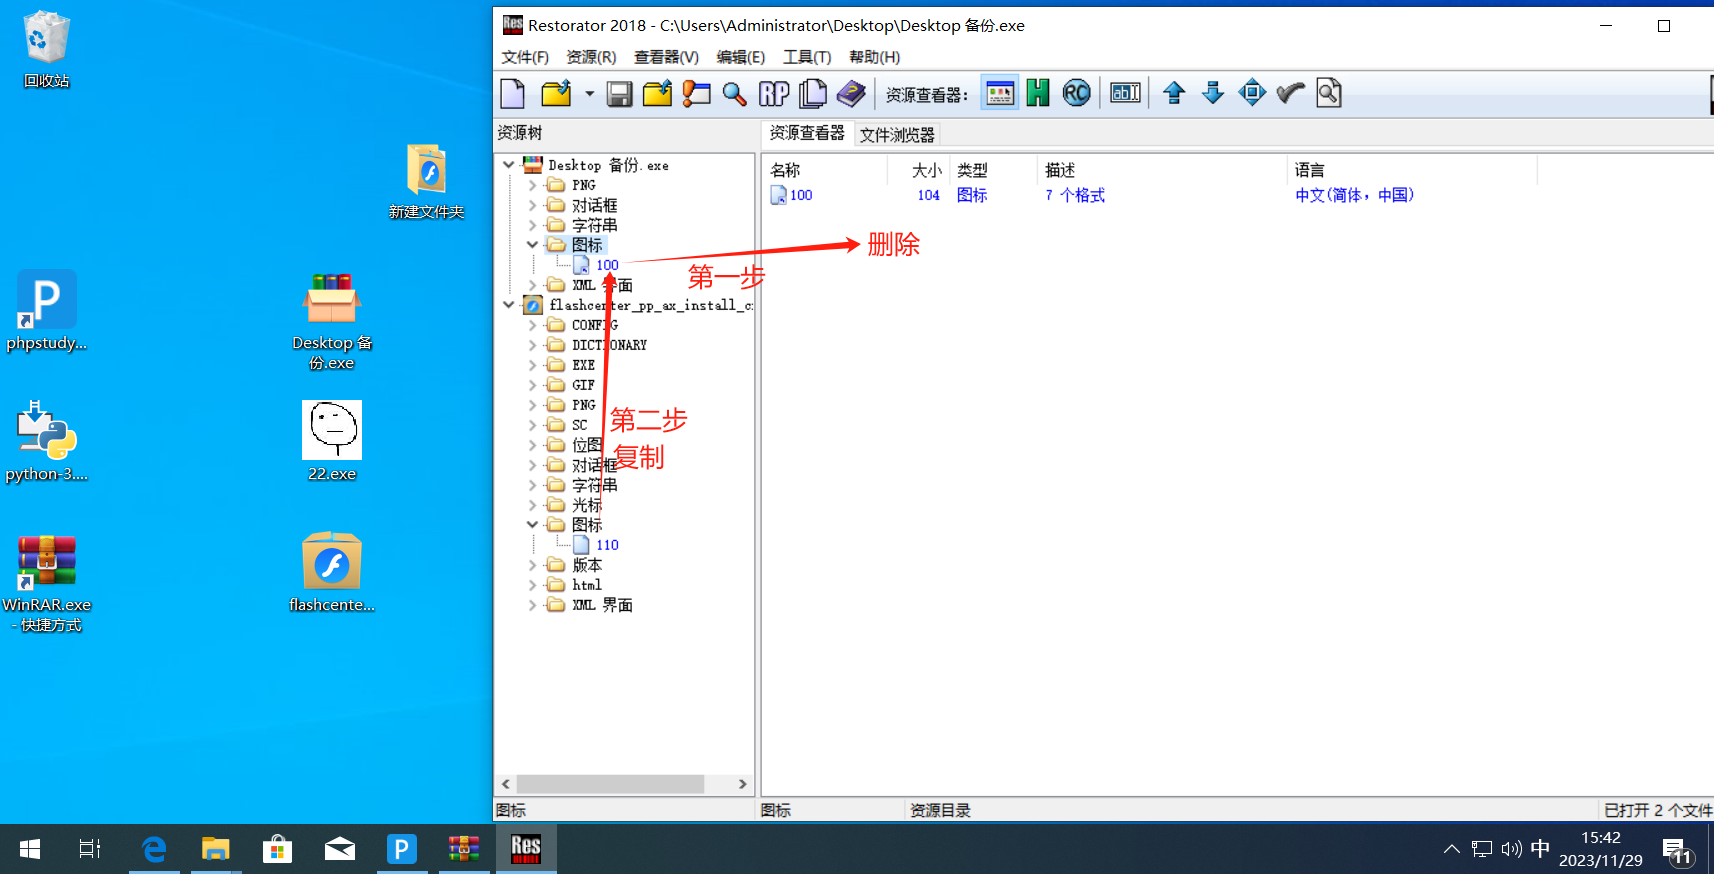 回收站
新建文件夹
phpstudy...
Desktop 备
份.exe
python-3....
22.exe
WinRAR.exe
- 快捷方式
flashcente...
Res
Restorator 2018 - C:\Users\Administrator\Desktop\Desktop 备份.exe
文件(F) 资源(R) 查看器(V) 编辑(E) 工具(T) 帮助(H)
RP
资源查看器:
RC
ab
资源树
资源查看器 文件浏览器
Desktop 备份.exe
PNG
对话框
字符串
图标
100
XML 界面
flashcenter_pp_ax_install_c
CONFIG
DICTIONARY
EXE
GIF
PNG
SC
位图
对话框
字符串
光标
图标
110
版本
html
XML 界面
名称 大小 类型 描述 语言
100 104 图标 7 个格式 中文(简体，中国)
删除
第一步
第二步
复制
图标 图标 资源目录 已打开 2 个文件
P
Res
中
15:42
2023/11/29
11